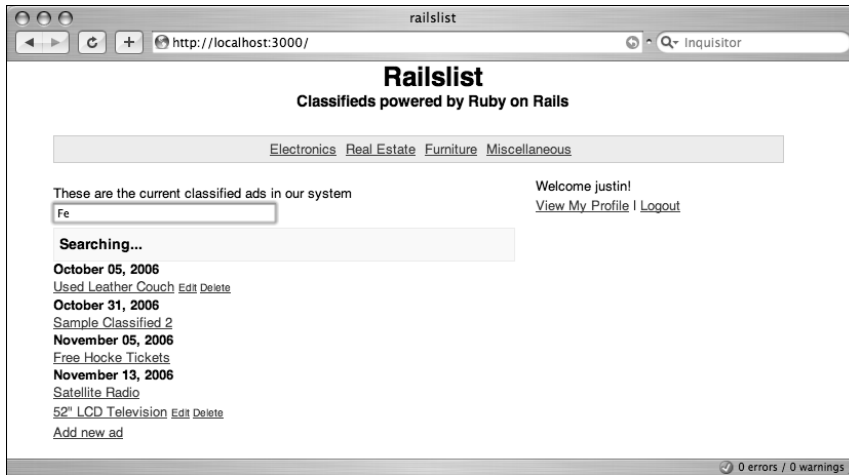 railslist
http://localhost:3000/
Inquisitor
Railslist
Classifieds powered by Ruby on Rails
Electronics Real Estate Furniture Miscellaneous
These are the current classified ads in our system
Welcome justin!
View My Profile | Logout
Fe
Searching...
October 05, 2006
Used Leather Couch Edit Delete
October 31, 2006
Sample Classified 2
November 05, 2006
Free Hocke Tickets
November 13, 2006
Satellite Radio
52" LCD Television Edit Delete
Add new ad
0 errors / 0 warnings